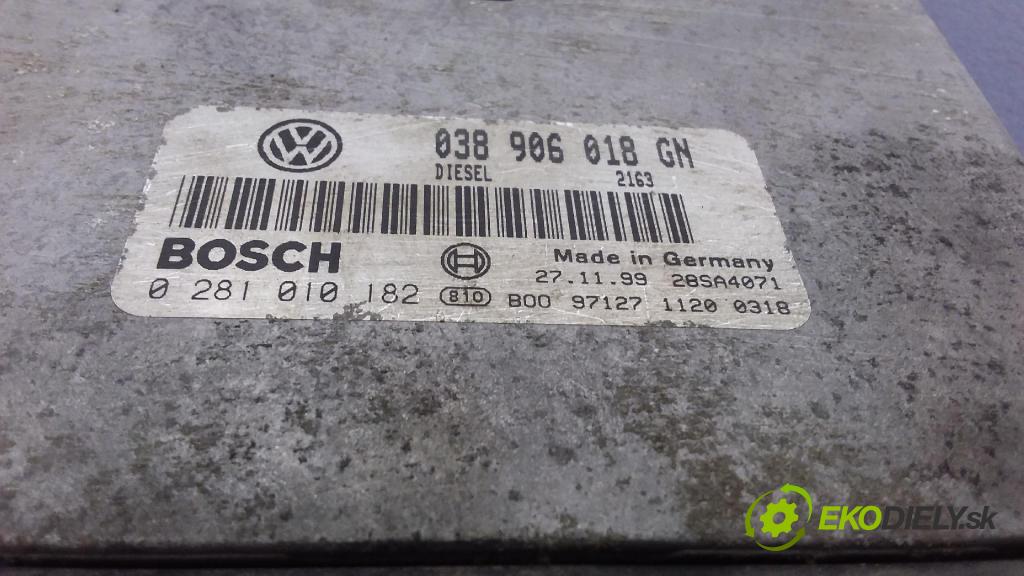 038 906 018 GN
DIESEL 2163
BOSCH
Made in Germany
27.11.99 28SA4071
0 281 010 182 810 B00 97127 1120 0318
EKODIELY.sk